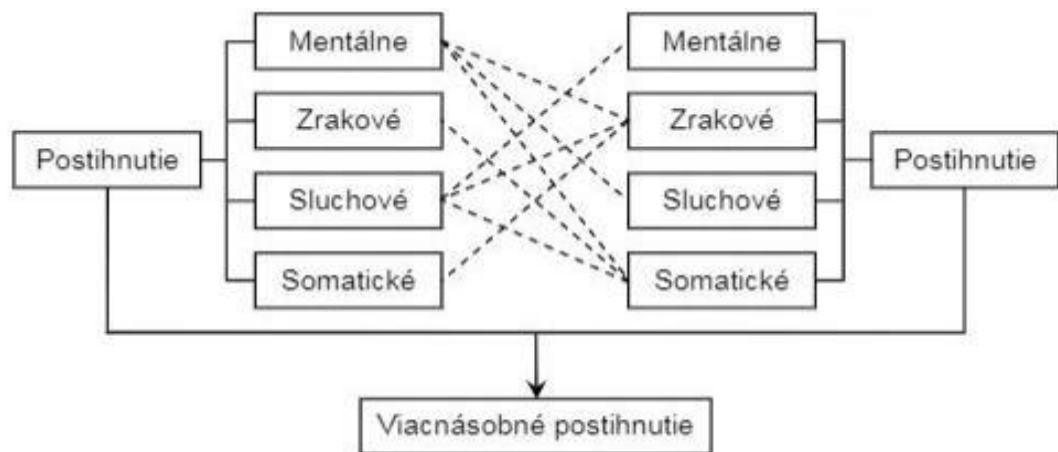 Mentálne
Mentálne
Zrakové
Zrakové
Postihnutie
Postihnutie
Sluchové
Sluchové
Somatické
Somatické
Viacnásobné postihnutie